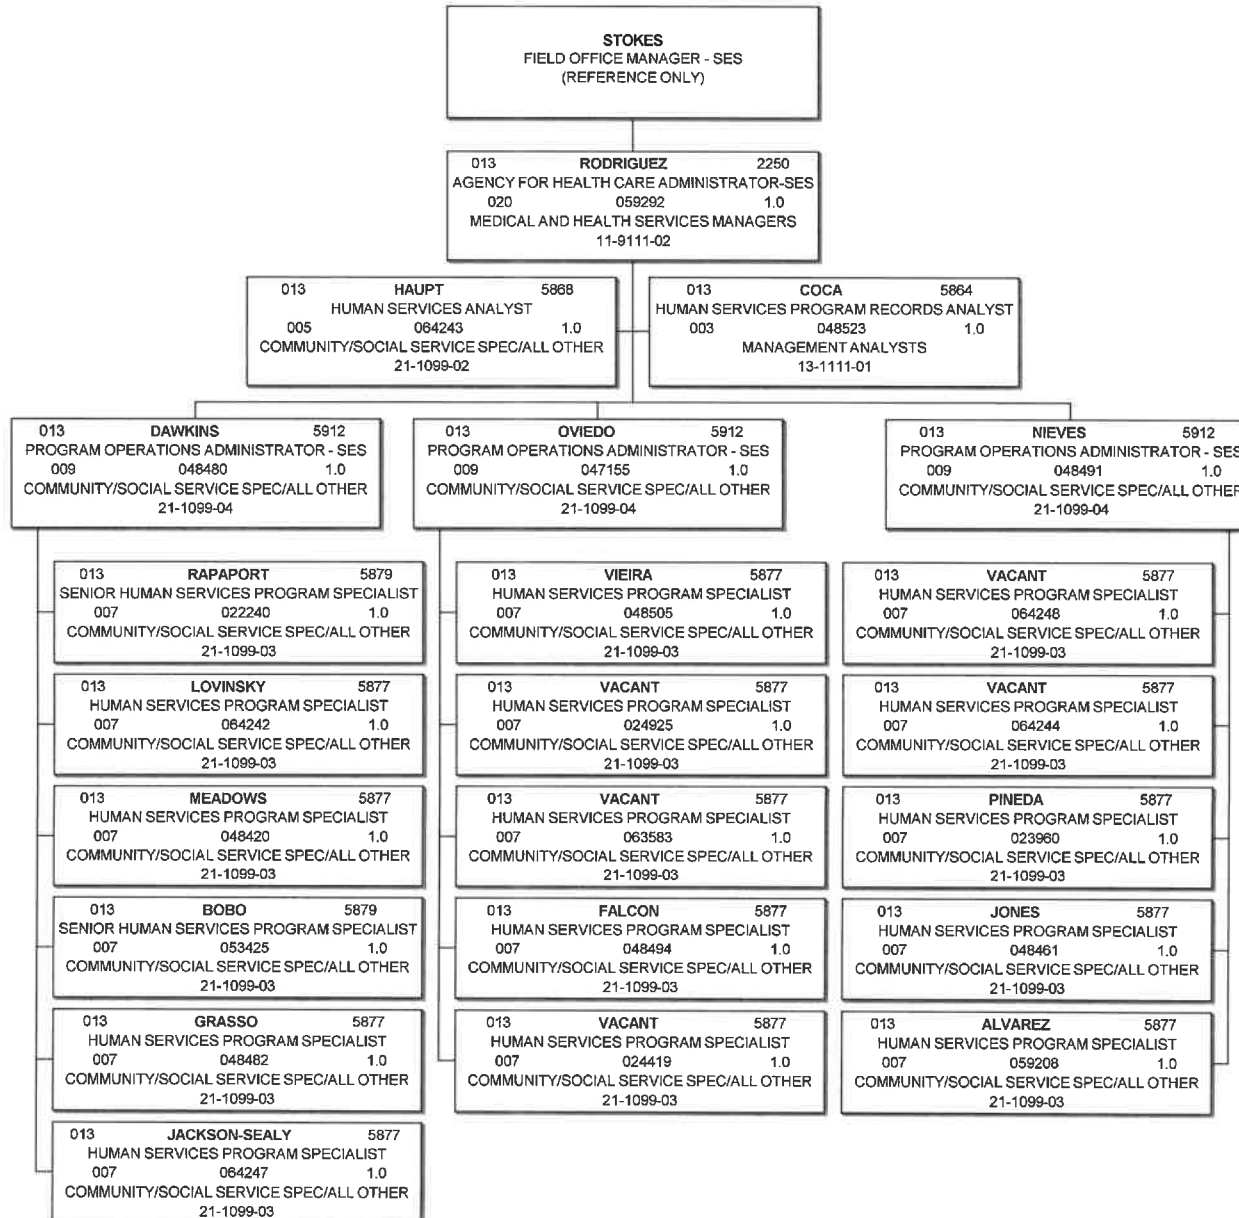 STOKES
FIELD OFFICE MANAGER - SES
(REFERENCE ONLY)
013 RODRIGUEZ 2250
AGENCY FOR HEALTH CARE ADMINISTRATOR-SES
020 059292 1.0
MEDICAL AND HEALTH SERVICES MANAGERS
11-9111-02
013 HAUPT 5868
HUMAN SERVICES ANALYST
005 064243 1.0
COMMUNITY/SOCIAL SERVICE SPEC/ALL OTHER
21-1099-02
013 COCA 5864
HUMAN SERVICES PROGRAM RECORDS ANALYST
003 048523 1.0
MANAGEMENT ANALYSTS
13-1111-01
013 DAWKINS 5912
PROGRAM OPERATIONS ADMINISTRATOR - SES
009 048480 1.0
COMMUNITY/SOCIAL SERVICE SPEC/ALL OTHER
21-1099-04
013 RAPAPORT 5879
SENIOR HUMAN SERVICES PROGRAM SPECIALIST
007 022240 1.0
COMMUNITY/SOCIAL SERVICE SPEC/ALL OTHER
21-1099-03
013 LOVINSKY 5877
HUMAN SERVICES PROGRAM SPECIALIST
007 064242 1.0
COMMUNITY/SOCIAL SERVICE SPEC/ALL OTHER
21-1099-03
013 MEADOWS 5877
HUMAN SERVICES PROGRAM SPECIALIST
007 048420 1.0
COMMUNITY/SOCIAL SERVICE SPEC/ALL OTHER
21-1099-03
013 BOBO 5879
SENIOR HUMAN SERVICES PROGRAM SPECIALIST
007 053425 1.0
COMMUNITY/SOCIAL SERVICE SPEC/ALL OTHER
21-1099-03
013 GRASSO 5877
HUMAN SERVICES PROGRAM SPECIALIST
007 048482 1.0
COMMUNITY/SOCIAL SERVICE SPEC/ALL OTHER
21-1099-03
013 JACKSON-SEALY 5877
HUMAN SERVICES PROGRAM SPECIALIST
007 064247 1.0
COMMUNITY/SOCIAL SERVICE SPEC/ALL OTHER
21-1099-03
013 OVIEDO 5912
PROGRAM OPERATIONS ADMINISTRATOR - SES
009 047155 1.0
COMMUNITY/SOCIAL SERVICE SPEC/ALL OTHER
21-1099-04
013 VIEIRA 5877
HUMAN SERVICES PROGRAM SPECIALIST
007 048505 1.0
COMMUNITY/SOCIAL SERVICE SPEC/ALL OTHER
21-1099-03
013 VACANT 5877
HUMAN SERVICES PROGRAM SPECIALIST
007 024925 1.0
COMMUNITY/SOCIAL SERVICE SPEC/ALL OTHER
21-1099-03
013 VACANT 5877
HUMAN SERVICES PROGRAM SPECIALIST
007 063583 1.0
COMMUNITY/SOCIAL SERVICE SPEC/ALL OTHER
21-1099-03
013 FALCON 5877
HUMAN SERVICES PROGRAM SPECIALIST
007 048494 1.0
COMMUNITY/SOCIAL SERVICE SPEC/ALL OTHER
21-1099-03
013 VACANT 5877
HUMAN SERVICES PROGRAM SPECIALIST
007 024419 1.0
COMMUNITY/SOCIAL SERVICE SPEC/ALL OTHER
21-1099-03
013 NIEVES 5912
PROGRAM OPERATIONS ADMINISTRATOR - SES
009 048491 1.0
COMMUNITY/SOCIAL SERVICE SPEC/ALL OTHER
21-1099-04
013 VACANT 5877
HUMAN SERVICES PROGRAM SPECIALIST
007 064248 1.0
COMMUNITY/SOCIAL SERVICE SPEC/ALL OTHER
21-1099-03
013 VACANT 5877
HUMAN SERVICES PROGRAM SPECIALIST
007 064244 1.0
COMMUNITY/SOCIAL SERVICE SPEC/ALL OTHER
21-1099-03
013 PINEDA 5877
HUMAN SERVICES PROGRAM SPECIALIST
007 023960 1.0
COMMUNITY/SOCIAL SERVICE SPEC/ALL OTHER
21-1099-03
013 JONES 5877
HUMAN SERVICES PROGRAM SPECIALIST
007 048461 1.0
COMMUNITY/SOCIAL SERVICE SPEC/ALL OTHER
21-1099-03
013 ALVAREZ 5877
HUMAN SERVICES PROGRAM SPECIALIST
007 059208 1.0
COMMUNITY/SOCIAL SERVICE SPEC/ALL OTHER
21-1099-03